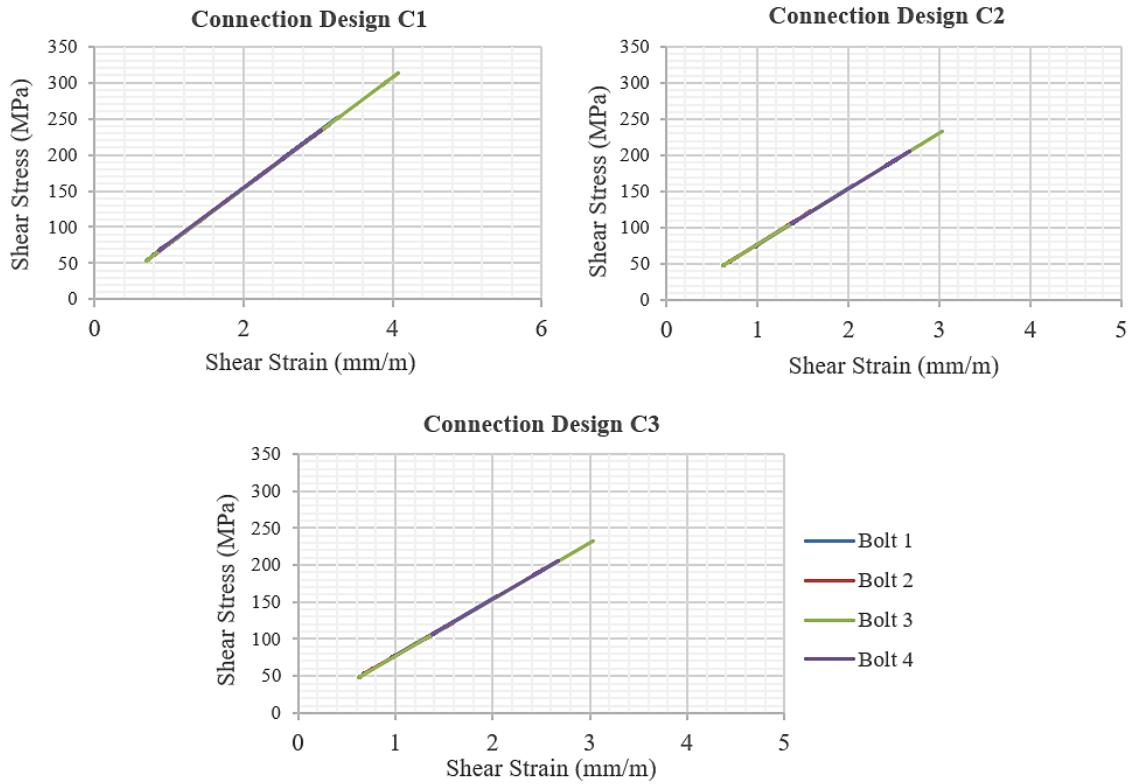 Connection Design C1
350
300
250
200
150
100
50
0
Shear Stress (MPa)
0 2 4 6
Shear Strain (mm/m)
Connection Design C2
350
300
250
200
150
100
50
0
Shear Stress (MPa)
0 1 2 3 4 5
Shear Strain (mm/m)
Connection Design C3
350
300
250
200
150
100
50
0
Shear Stress (MPa)
0 1 2 3 4 5
Shear Strain (mm/m)
Bolt 1
Bolt 2
Bolt 3
Bolt 4